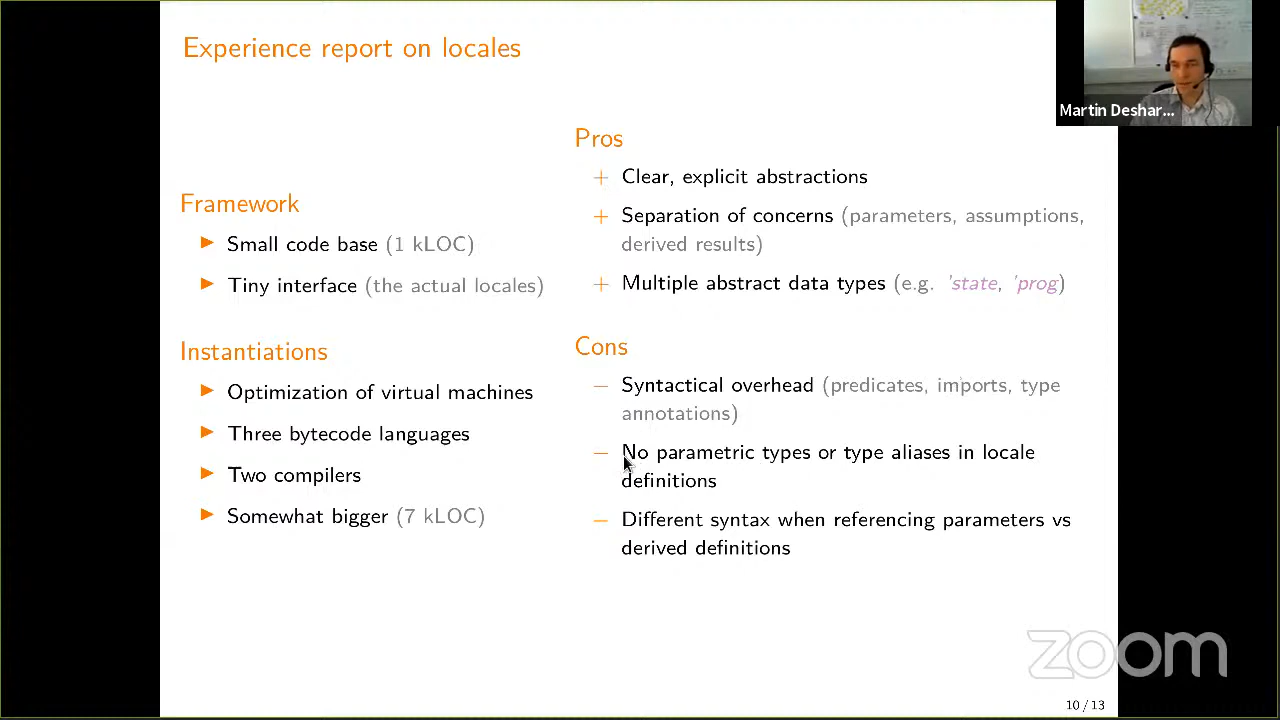 Experience report on locales
Martin Deshar...
Framework
▶ Small code base (1 kLOC)
▶ Tiny interface (the actual locales)
Instantiations
▶ Optimization of virtual machines
▶ Three bytecode languages
▶ Two compilers
▶ Somewhat bigger (7 kLOC)
Pros
+ Clear, explicit abstractions
+ Separation of concerns (parameters, assumptions,
derived results)
+ Multiple abstract data types (e.g. 'state, 'prog)
Cons
− Syntactical overhead (predicates, imports, type
annotations)
− No parametric types or type aliases in locale
definitions
− Different syntax when referencing parameters vs
derived definitions
zoom
10 / 13